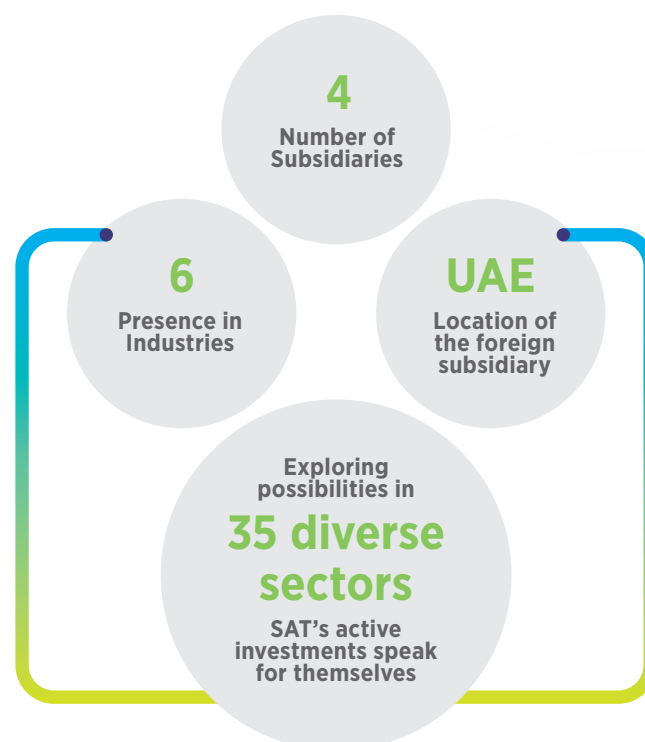 4
Number of
Subsidiaries
6
Presence in
Industries
UAE
Location of
the foreign
subsidiary
Exploring
possibilities in
35 diverse
sectors
SAT's active
investments speak
for themselves